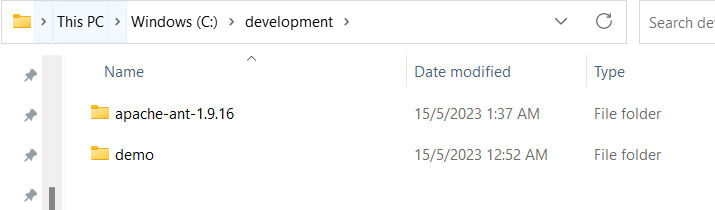 This PC > Windows (C:) > development >
Search de
Name Date modified Type
apache-ant-1.9.16 15/5/2023 1:37 AM File folder
demo 15/5/2023 12:52 AM File folder